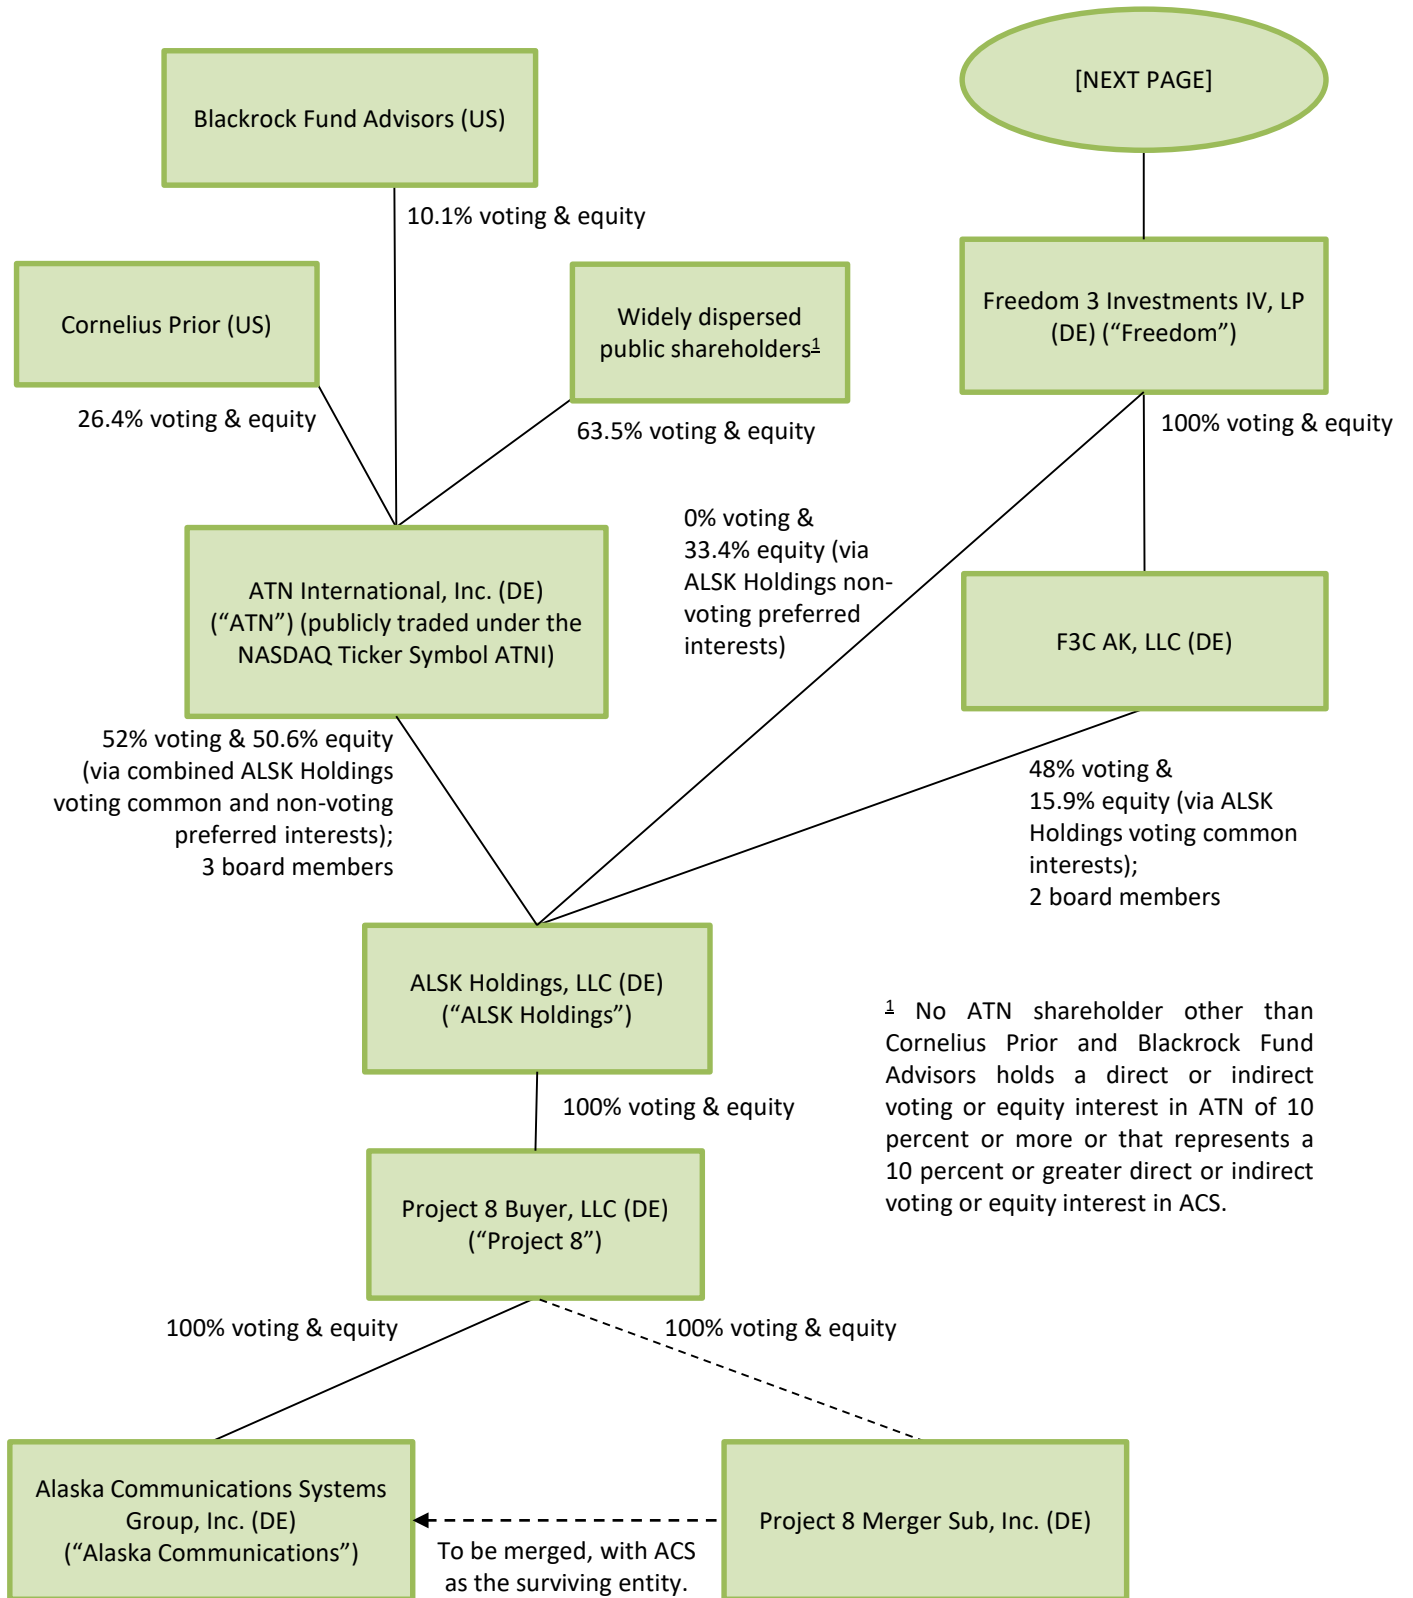 [NEXT PAGE]
Blackrock Fund Advisors (US)
10.1% voting & equity
Cornelius Prior (US)
Widely dispersed
public shareholders1
Freedom 3 Investments IV, LP
(DE) (“Freedom”)
26.4% voting & equity
63.5% voting & equity
100% voting & equity
0% voting &
33.4% equity (via
ALSK Holdings non-
voting preferred
interests)
ATN International, Inc. (DE)
(“ATN”) (publicly traded under the
NASDAQ Ticker Symbol ATNI)
F3C AK, LLC (DE)
52% voting & 50.6% equity
(via combined ALSK Holdings
voting common and non-voting
preferred interests);
3 board members
48% voting &
15.9% equity (via ALSK
Holdings voting common
interests);
2 board members
ALSK Holdings, LLC (DE)
(“ALSK Holdings”)
1 No ATN shareholder other than
Cornelius Prior and Blackrock Fund
Advisors holds a direct or indirect
voting or equity interest in ATN of 10
percent or more or that represents a
10 percent or greater direct or indirect
voting or equity interest in ACS.
100% voting & equity
Project 8 Buyer, LLC (DE)
(“Project 8”)
100% voting & equity
100% voting & equity
Alaska Communications Systems
Group, Inc. (DE)
(“Alaska Communications”)
To be merged, with ACS
as the surviving entity.
Project 8 Merger Sub, Inc. (DE)